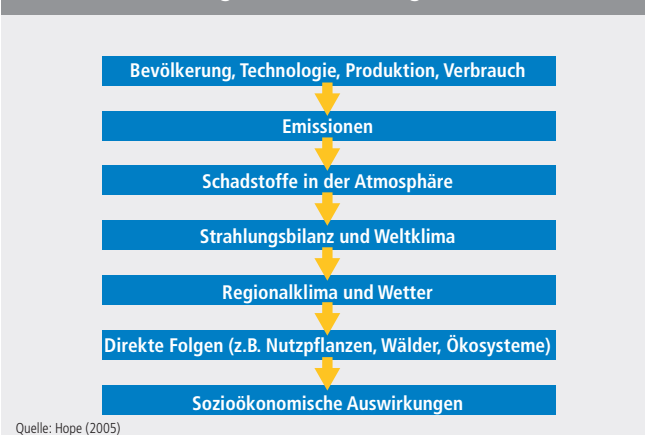 Bevölkerung, Technologie, Produktion, Verbrauch
Emissionen
Schadstoffe in der Atmosphäre
Strahlungsbilanz und Weltklima
Regionalklima und Wetter
Direkte Folgen (z.B. Nutzpflanzen, Wälder, Ökosysteme)
Sozioökonomische Auswirkungen
Quelle: Hope (2005)